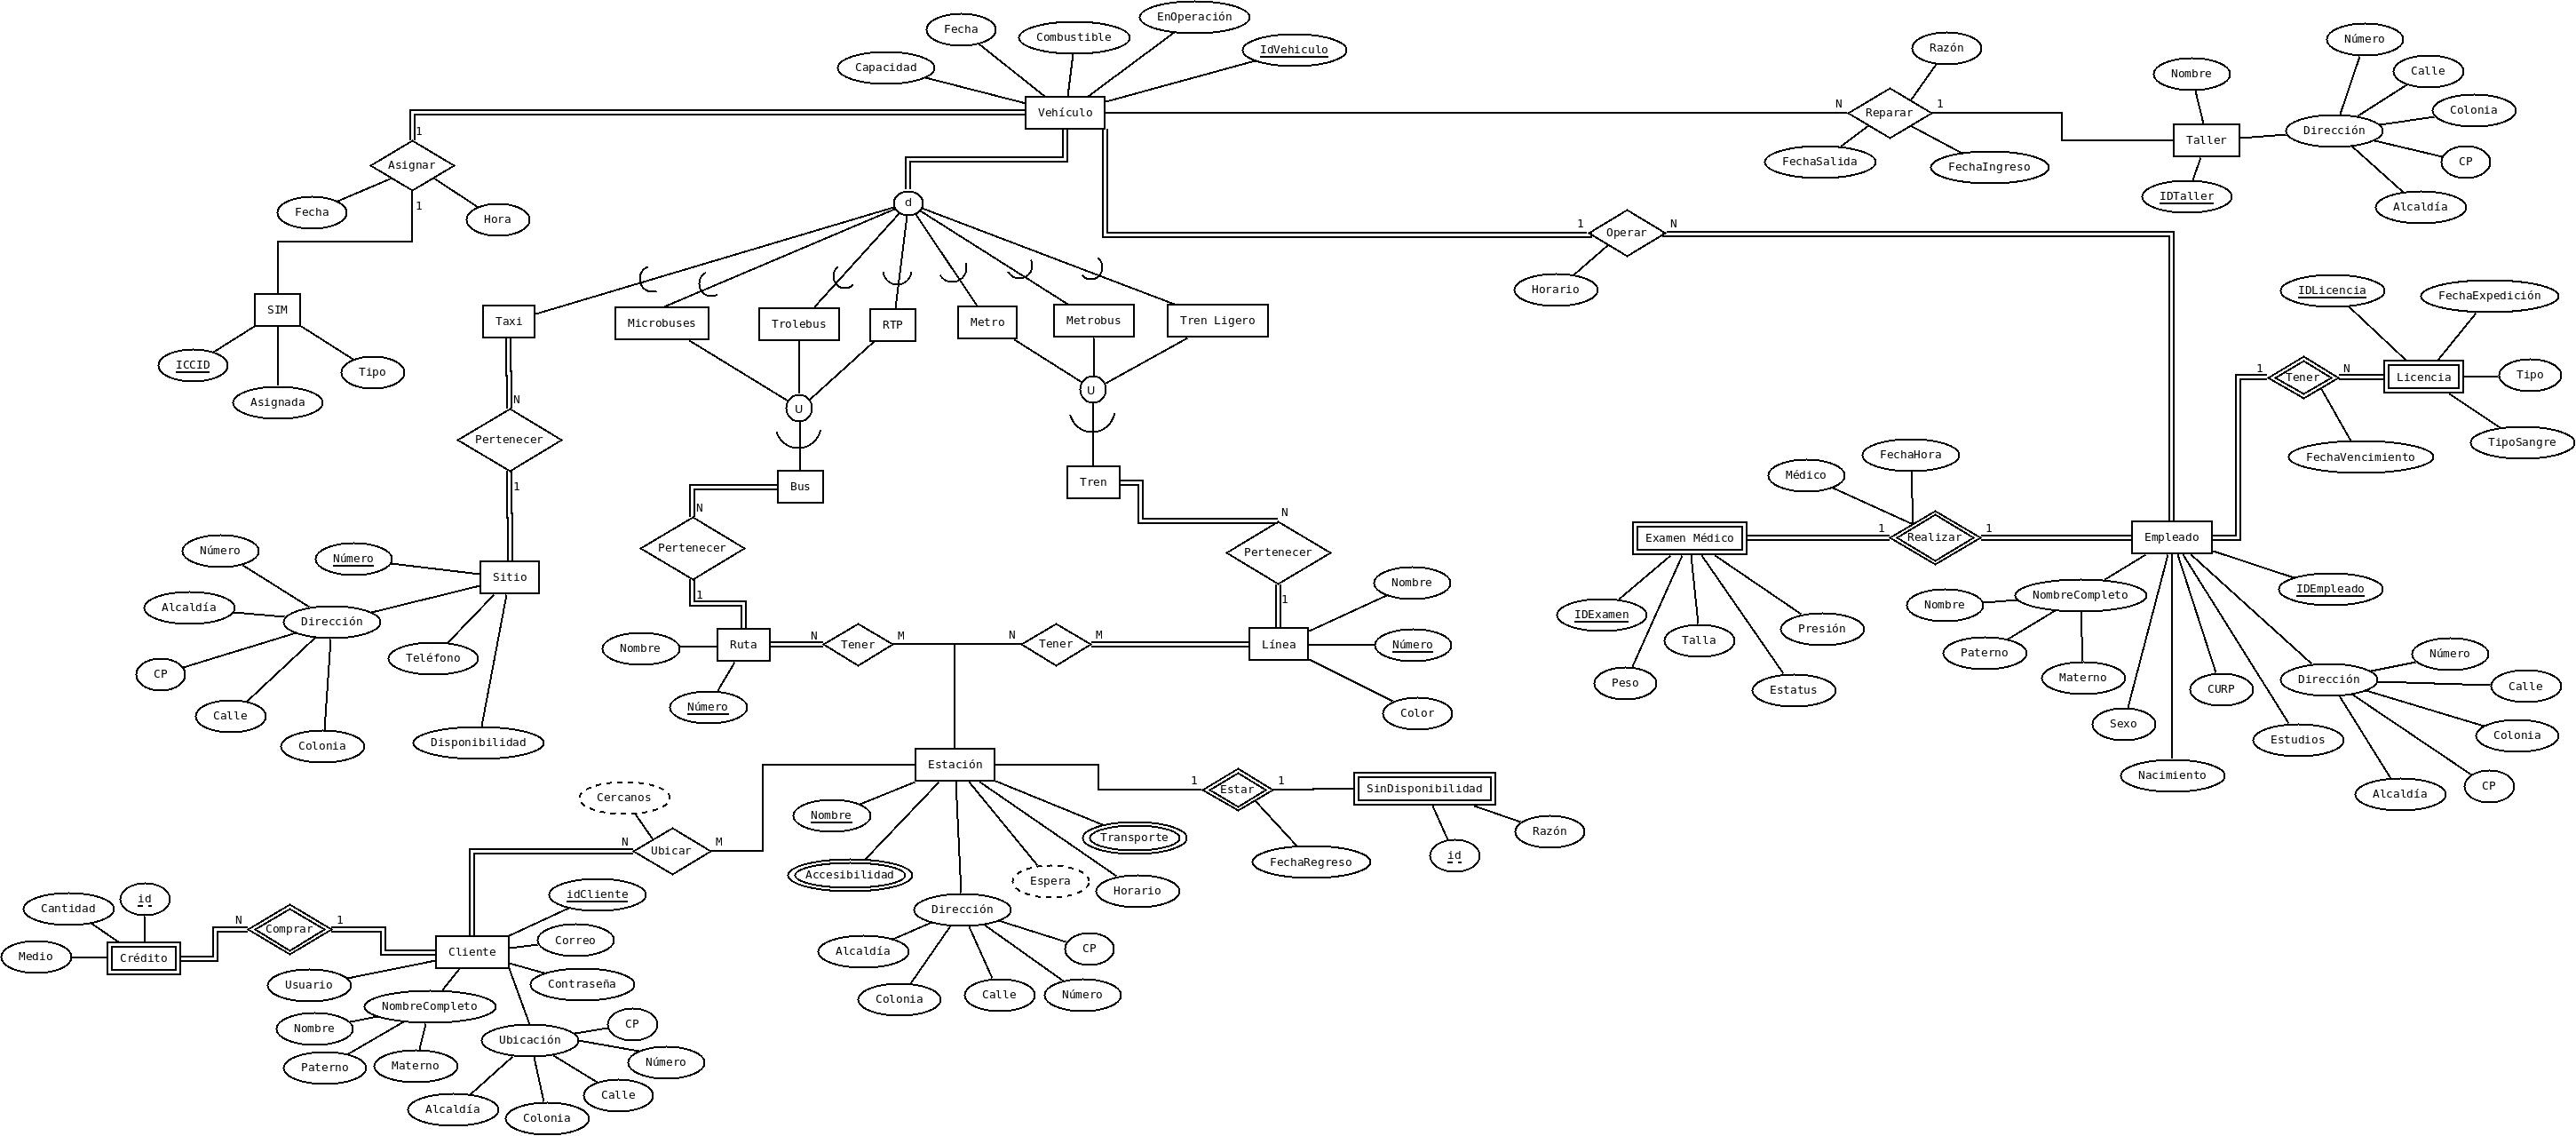 EnOperación
Fecha
Combustible
Capacidad
IdVehiculo
Vehículo
N
Razón
Reparar
1
FechaSalida
FechaIngreso
Nombre
Taller
IDTaller
Número
Calle
Colonia
Dirección
CP
Alcaldía
1
Asignar
Fecha
Hora
1
SIM
ICCID
Asignada
Tipo
d
1
Operar
N
Horario
Taxi
Microbuses
Trolebus
RTP
Metro
Metrobus
Tren Ligero
U
U
N
Pertenecer
1
Bus
Tren
IDLicencia
FechaExpedición
1
Tener
N
Licencia
Tipo
TipoSangre
FechaVencimiento
Médico
FechaHora
Examen Médico
1
Realizar
1
Empleado
IDExamen
Peso
Talla
Estatus
Presión
IDEmpleado
NombreCompleto
Nombre
Paterno
Materno
Sexo
Nacimiento
CURP
Estudios
Dirección
Número
Calle
Colonia
CP
Alcaldía
Número
Número
Sitio
Alcaldía
Dirección
CP
Calle
Colonia
Teléfono
Disponibilidad
N
Pertenecer
1
N
Pertenecer
1
Nombre
Ruta
Número
N
Tener
M
N
Tener
M
Línea
Nombre
Número
Color
Estación
1
Estar
1
SinDisponibilidad
FechaRegreso
id
Razón
Nombre
Accesibilidad
Transporte
Espera
Horario
Dirección
Alcaldía
Colonia
Calle
Número
CP
Cercanos
N
Ubicar
M
Cantidad
id
Medio
Crédito
N
Comprar
1
Cliente
idCliente
Correo
Contraseña
Usuario
NombreCompleto
Nombre
Paterno
Materno
Ubicación
CP
Número
Calle
Colonia
Alcaldía